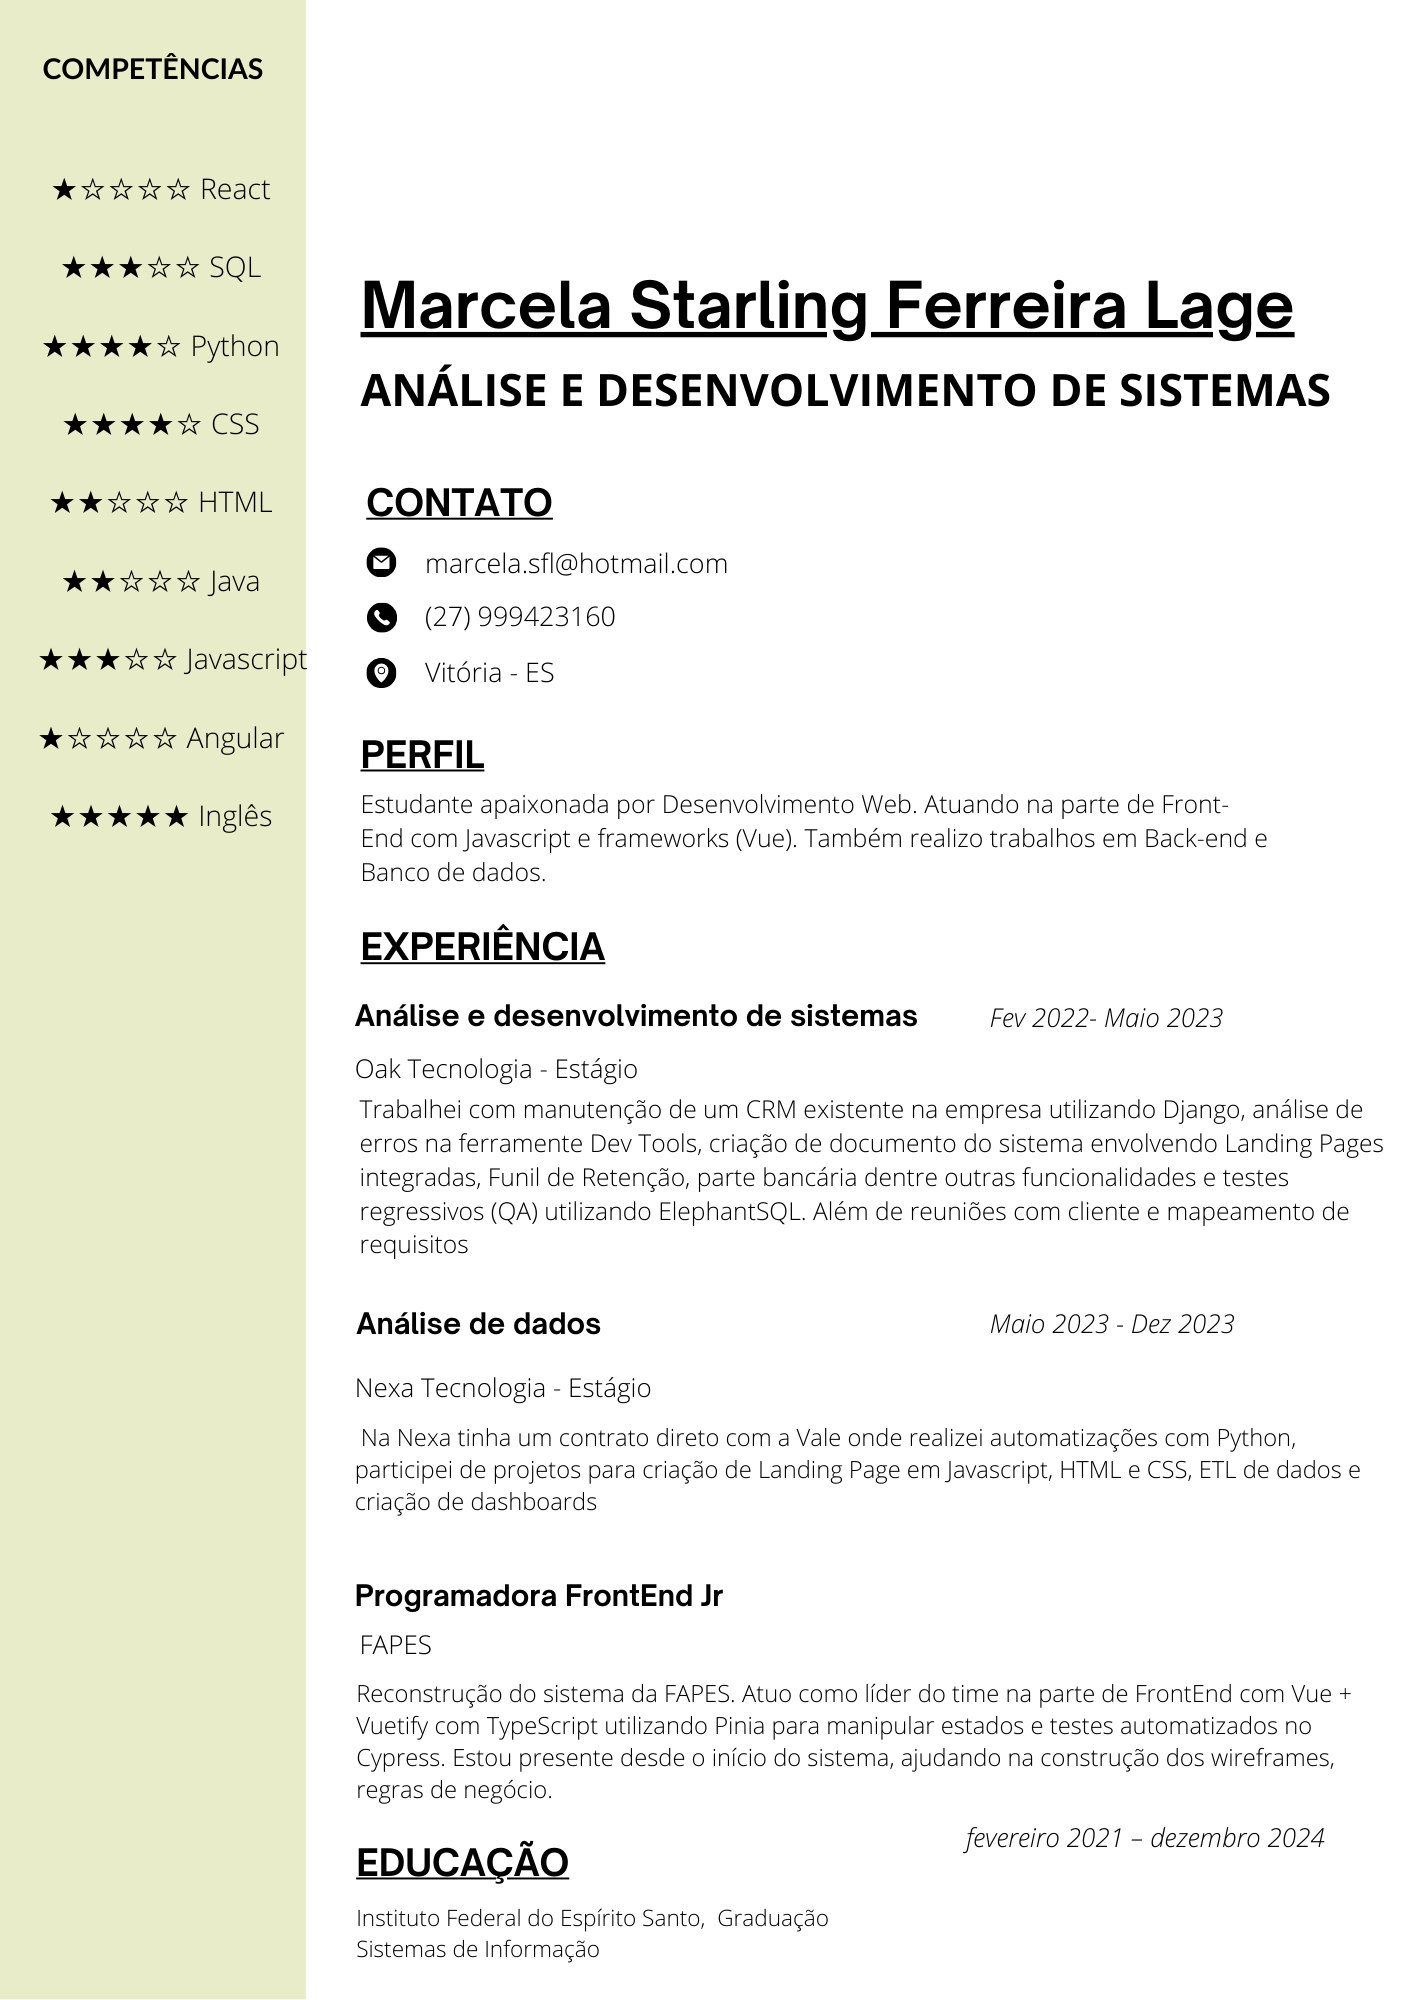 COMPETÊNCIAS
★☆☆☆☆ React
★★★☆☆ SQL
★★★★☆ Python
★★★★☆ CSS
★★☆☆☆ HTML
★★☆☆☆ Java
★★★☆☆ Javascript
★☆☆☆☆ Angular
★★★★★ Inglês
Marcela Starling Ferreira Lage
ANÁLISE E DESENVOLVIMENTO DE SISTEMAS
CONTATO
marcela.sfl@hotmail.com
(27) 999423160
Vitória - ES
PERFIL
Estudante apaixonada por Desenvolvimento Web. Atuando na parte de Front-
End com Javascript e frameworks (Vue). Também realizo trabalhos em Back-end e
Banco de dados.
EXPERIÊNCIA
Análise e desenvolvimento de sistemas Fev 2022- Maio 2023
Oak Tecnologia - Estágio
Trabalhei com manutenção de um CRM existente na empresa utilizando Django, análise de
erros na ferramente Dev Tools, criação de documento do sistema envolvendo Landing Pages
integradas, Funil de Retenção, parte bancária dentre outras funcionalidades e testes
regressivos (QA) utilizando ElephantSQL. Além de reuniões com cliente e mapeamento de
requisitos
Análise de dados Maio 2023 - Dez 2023
Nexa Tecnologia - Estágio
Na Nexa tinha um contrato direto com a Vale onde realizei automatizações com Python,
participei de projetos para criação de Landing Page em Javascript, HTML e CSS, ETL de dados e
criação de dashboards
Programadora FrontEnd Jr
FAPES
Reconstrução do sistema da FAPES. Atuo como líder do time na parte de FrontEnd com Vue +
Vuetify com TypeScript utilizando Pinia para manipular estados e testes automatizados no
Cypress. Estou presente desde o início do sistema, ajudando na construção dos wireframes,
regras de negócio.
fevereiro 2021 – dezembro 2024
EDUCAÇÃO
Instituto Federal do Espírito Santo, Graduação
Sistemas de Informação